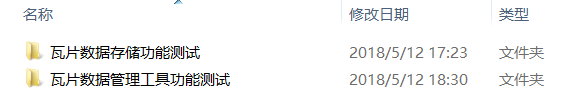 名称 修改日期 类型
瓦片数据存储功能测试 2018/5/12 17:23 文件夹
瓦片数据管理工具功能测试 2018/5/12 18:30 文件夹